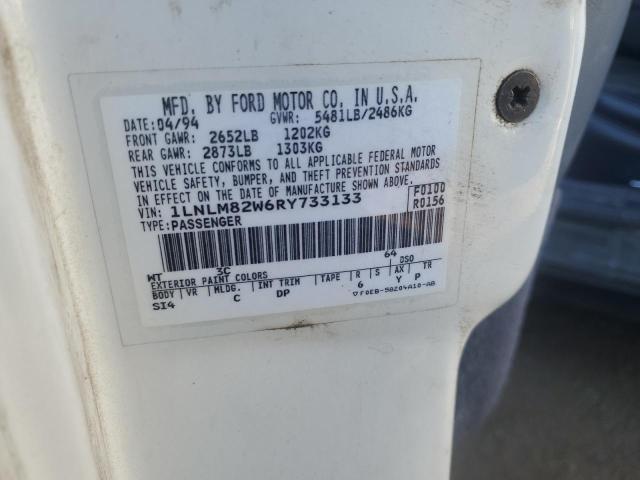 MFD. BY FORD MOTOR CO. IN U.S.A.
DATE: 04/94 GVWR: 5481LB/2486KG
FRONT GAWR: 2652LB 1202KG
REAR GAWR: 2873LB 1303KG
THIS VEHICLE CONFORMS TO ALL APPLICABLE FEDERAL MOTOR
VEHICLE SAFETY, BUMPER, AND THEFT PREVENTION STANDARDS
IN EFFECT ON THE DATE OF MANUFACTURE SHOWN ABOVE.
VIN: 1LNLM82W6RY733133 F0100
TYPE: PASSENGER R0156
WT 3C 64
EXTERIOR PAINT COLORS DSO
BODY VR MLDG. INT TRIM TAPE R S AX TR
SI4 C DP 6 Y P
▽F0EB-58204A10-AB